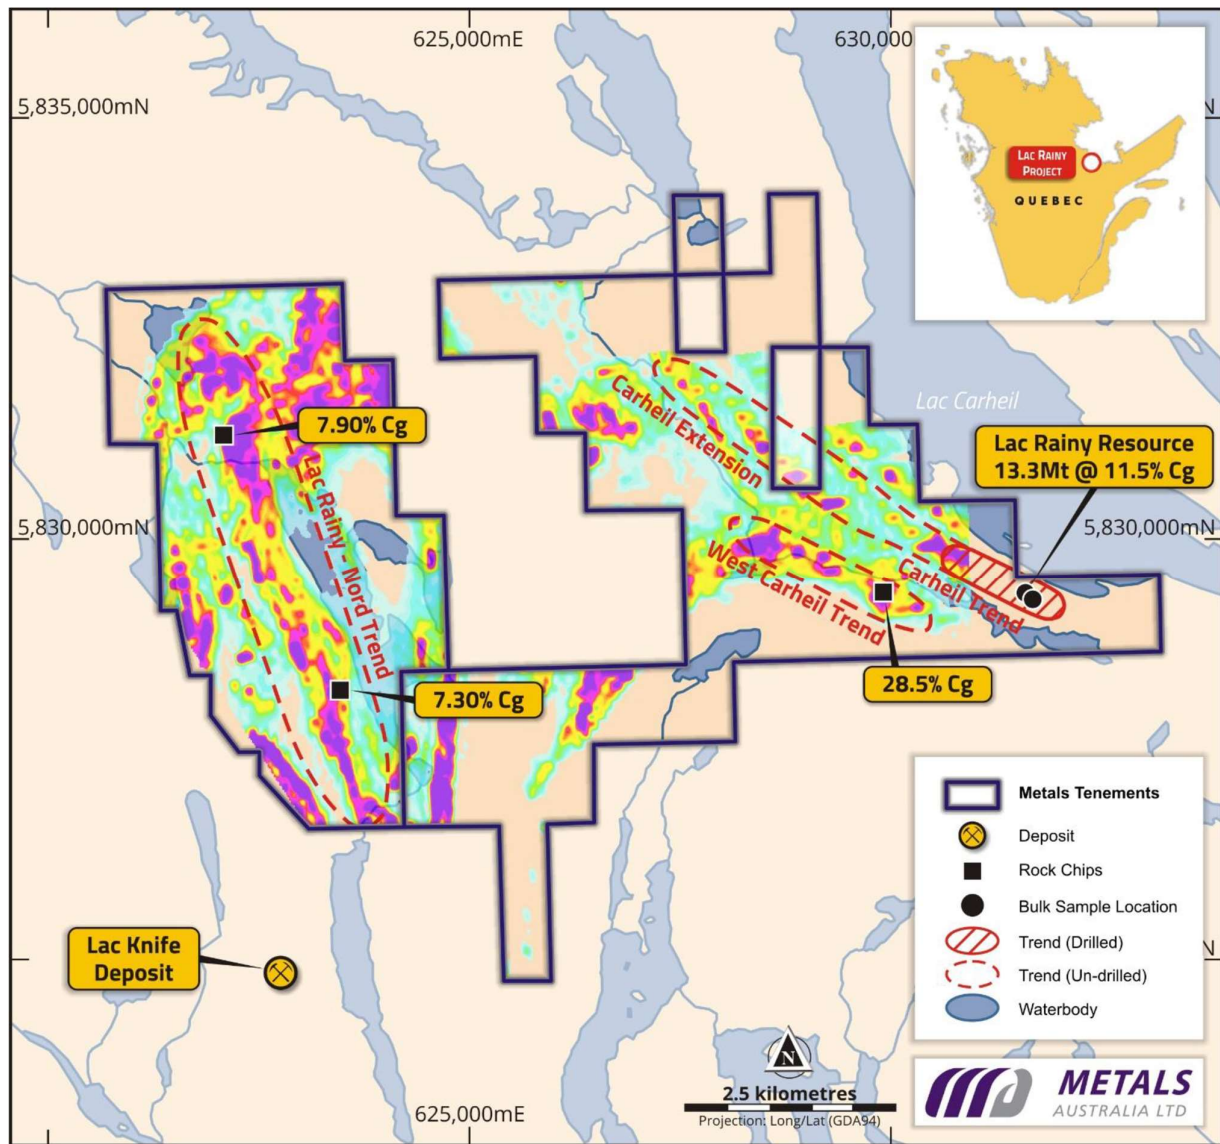 625,000mE
630,00
5,835,000mN
N
LAC RAINY
PROJECT
QUEBEC
Lac Carheil
Carheil Extension
7.90% Cg
Lac Rainy Resource
13.3Mt @ 11.5% Cg
Lac Rainy - Nord Trend
5,830,000mN
5,830,000mN
West Carheil Trend
Carheil Trend
28.5% Cg
7.30% Cg
Metals Tenements
Deposit
Rock Chips
Bulk Sample Location
Trend (Drilled)
Trend (Un-drilled)
Waterbody
Lac Knife
Deposit
N
N
2.5 kilometres
Projection: Long/Lat (GDA94)
625,000mE
METALS
AUSTRALIA LTD